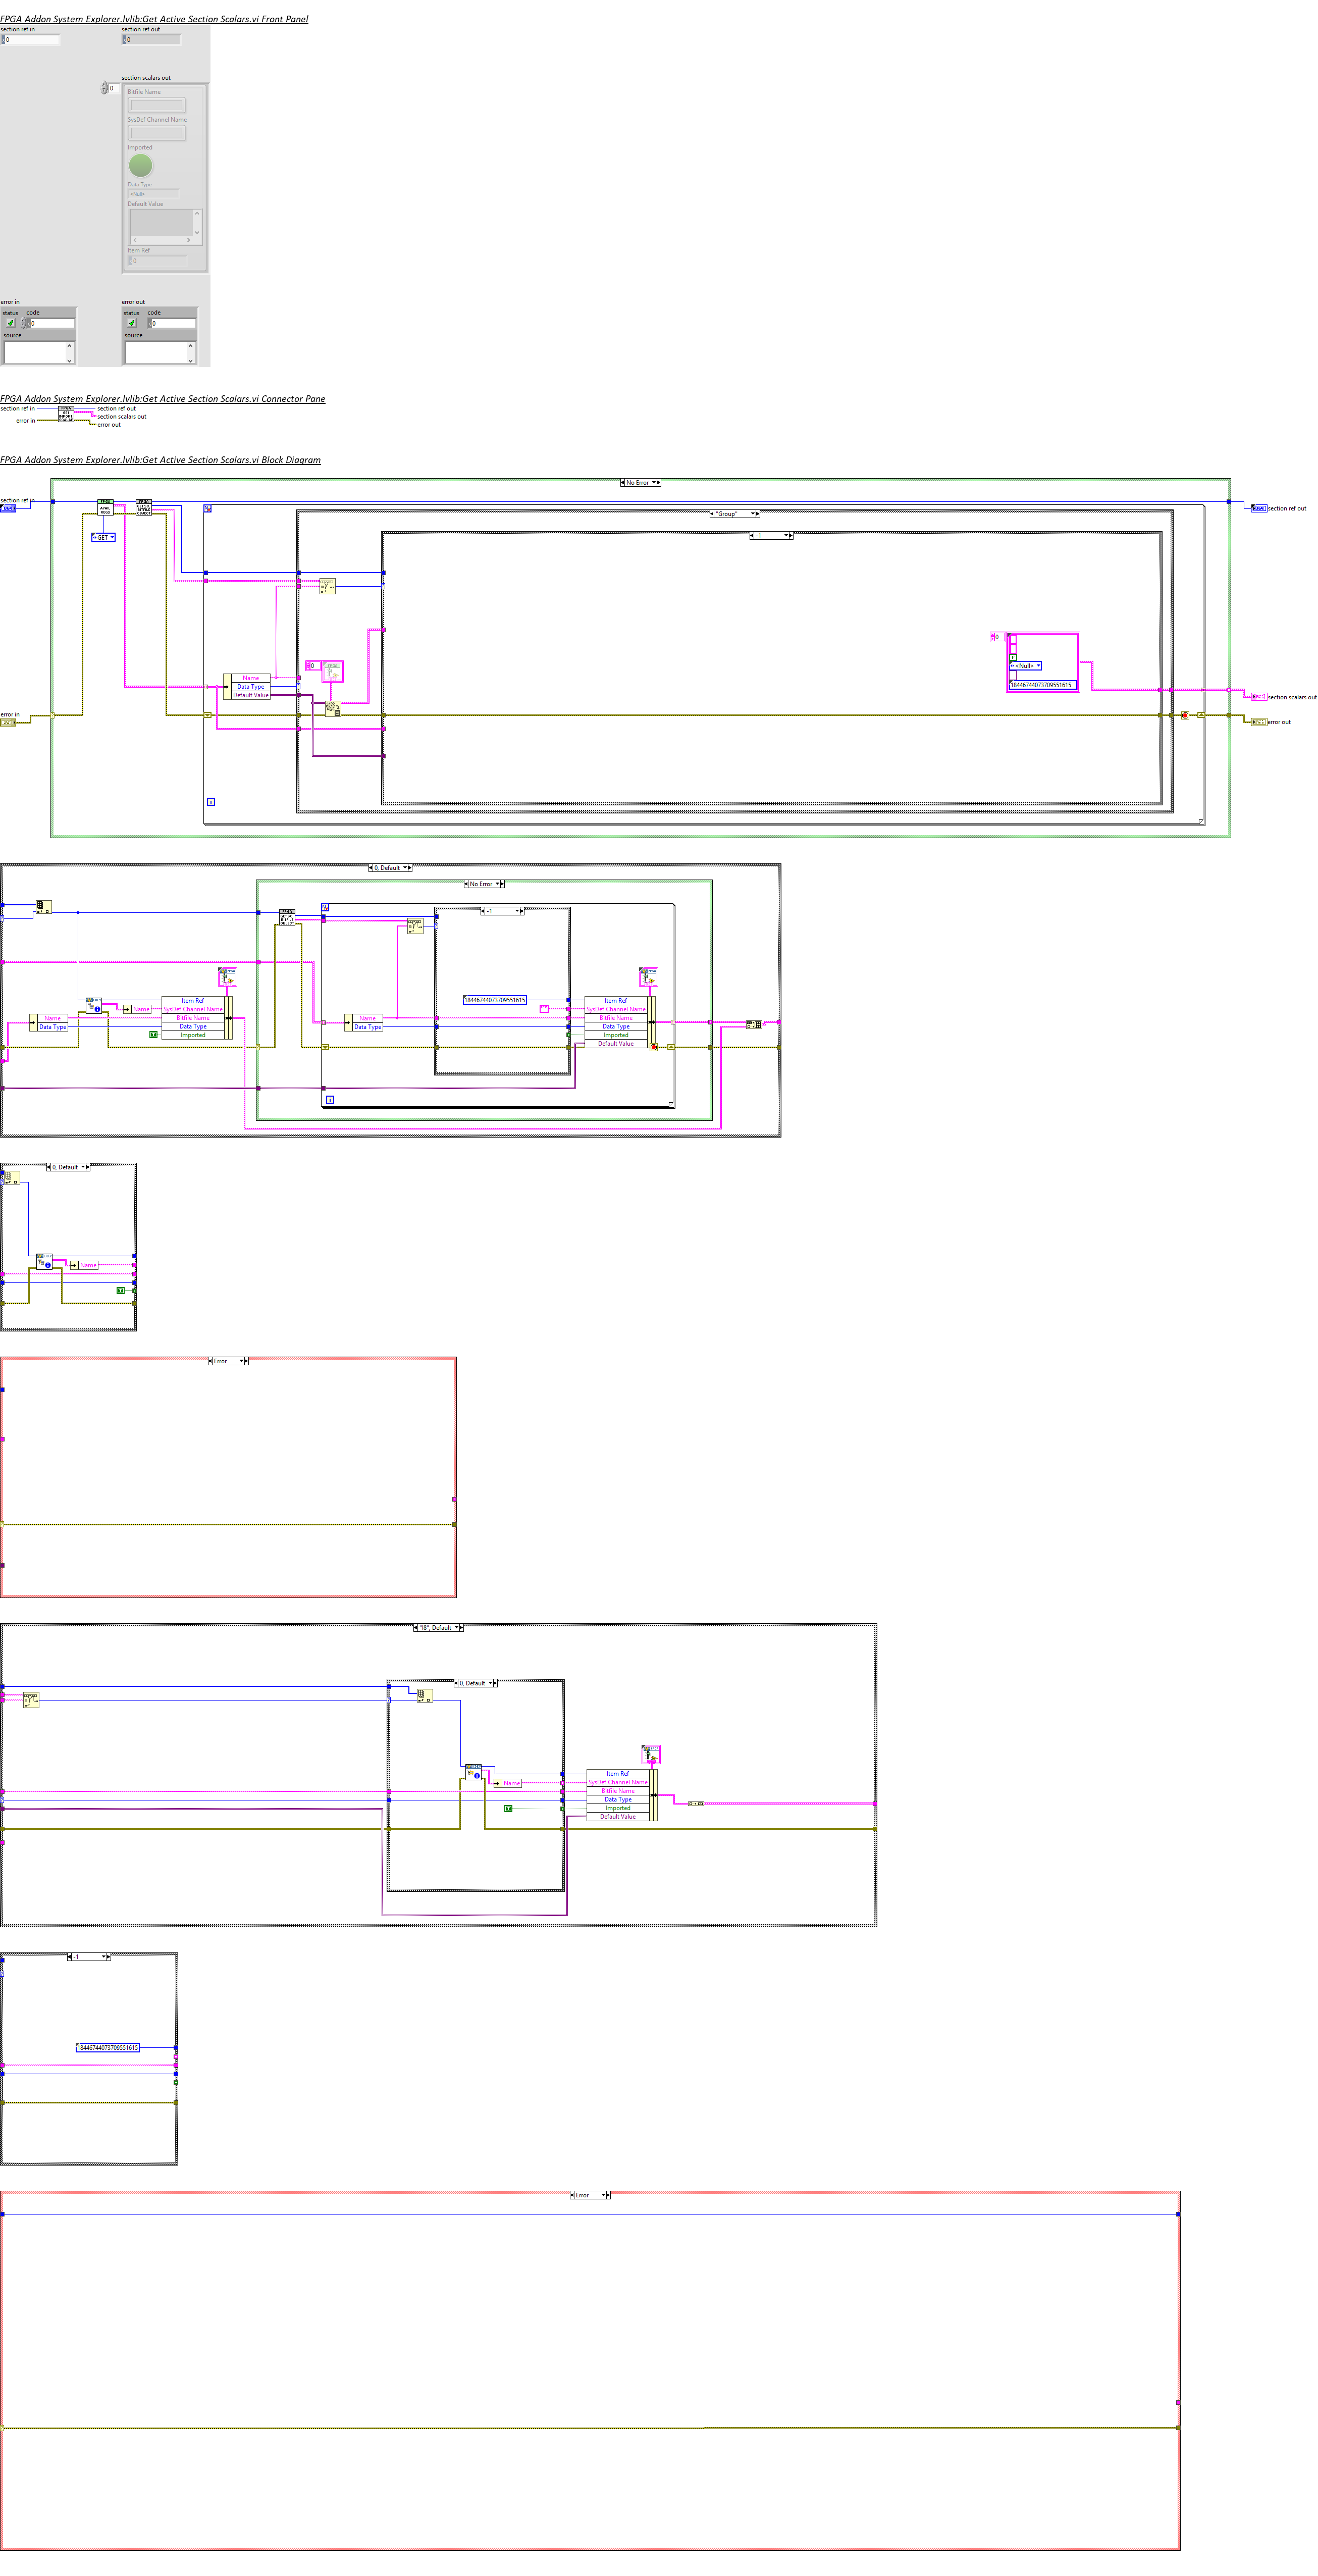 FPGA Addon System Explorer.lvlib:Get Active Section Scalars.vi Front Panel
section ref in
section ref out
0
0
section scalars out
0
Bitfile Name
SysDef Channel Name
Imported
Data Type
<Null>
Default Value
Item Ref
0
error in
error out
status code
status code
0
0
source
source
FPGA Addon System Explorer.lvlib:Get Active Section Scalars.vi Connector Pane
section ref in
section ref out
section scalars out
error in
error out
FPGA Addon System Explorer.lvlib:Get Active Section Scalars.vi Block Diagram
No Error
section ref in
section ref out
GET
"Group"
-1
0
<Null>
18446744073709551615
0
Name
Data Type
Default Value
section scalars out
error in
error out
i
0, Default
No Error
-1
18446744073709551615
Item Ref
SysDef Channel Name
Bitfile Name
Data Type
Imported
Name
Name
Data Type
Name
Data Type
Item Ref
SysDef Channel Name
Bitfile Name
Data Type
Imported
Default Value
i
0, Default
Name
Error
"I8", Default
0, Default
Name
Item Ref
SysDef Channel Name
Bitfile Name
Data Type
Imported
Default Value
-1
18446744073709551615
Error